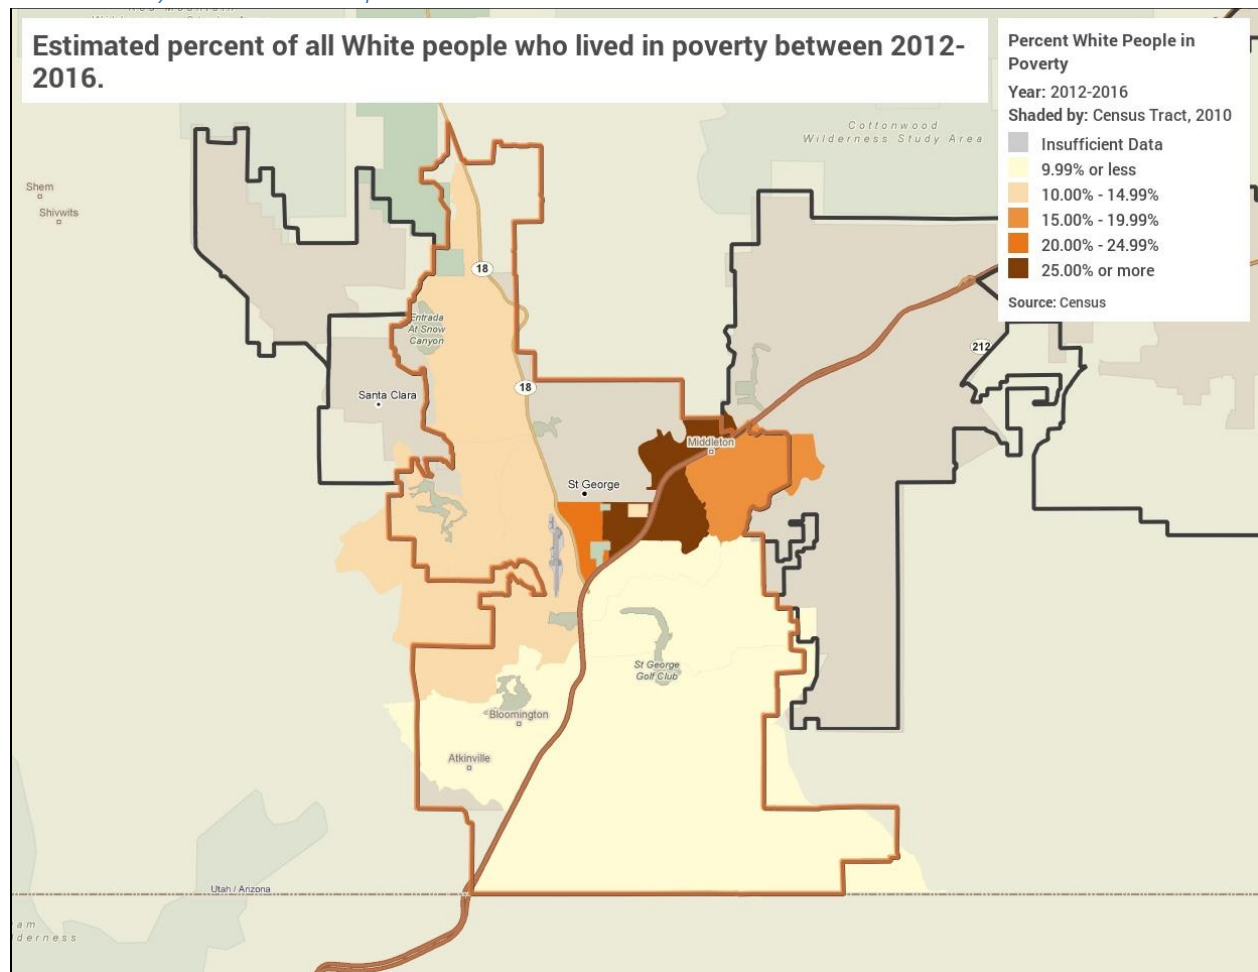 Estimated percent of all White people who lived in poverty between 2012-
2016.
Percent White People in
Poverty
Year: 2012-2016
Shaded by: Census Tract, 2010
Insufficient Data
9.99% or less
10.00% - 14.99%
15.00% - 19.99%
20.00% - 24.99%
25.00% or more
Source: Census
Cottonwood
Wilderness Study Area
Shem
Shivwits
18
Entrada
At Snow
Canyon
212
18
Santa Clara
Middleton
St George
St George
Golf Club
Bloomington
Atkinville
Utah / Arizona